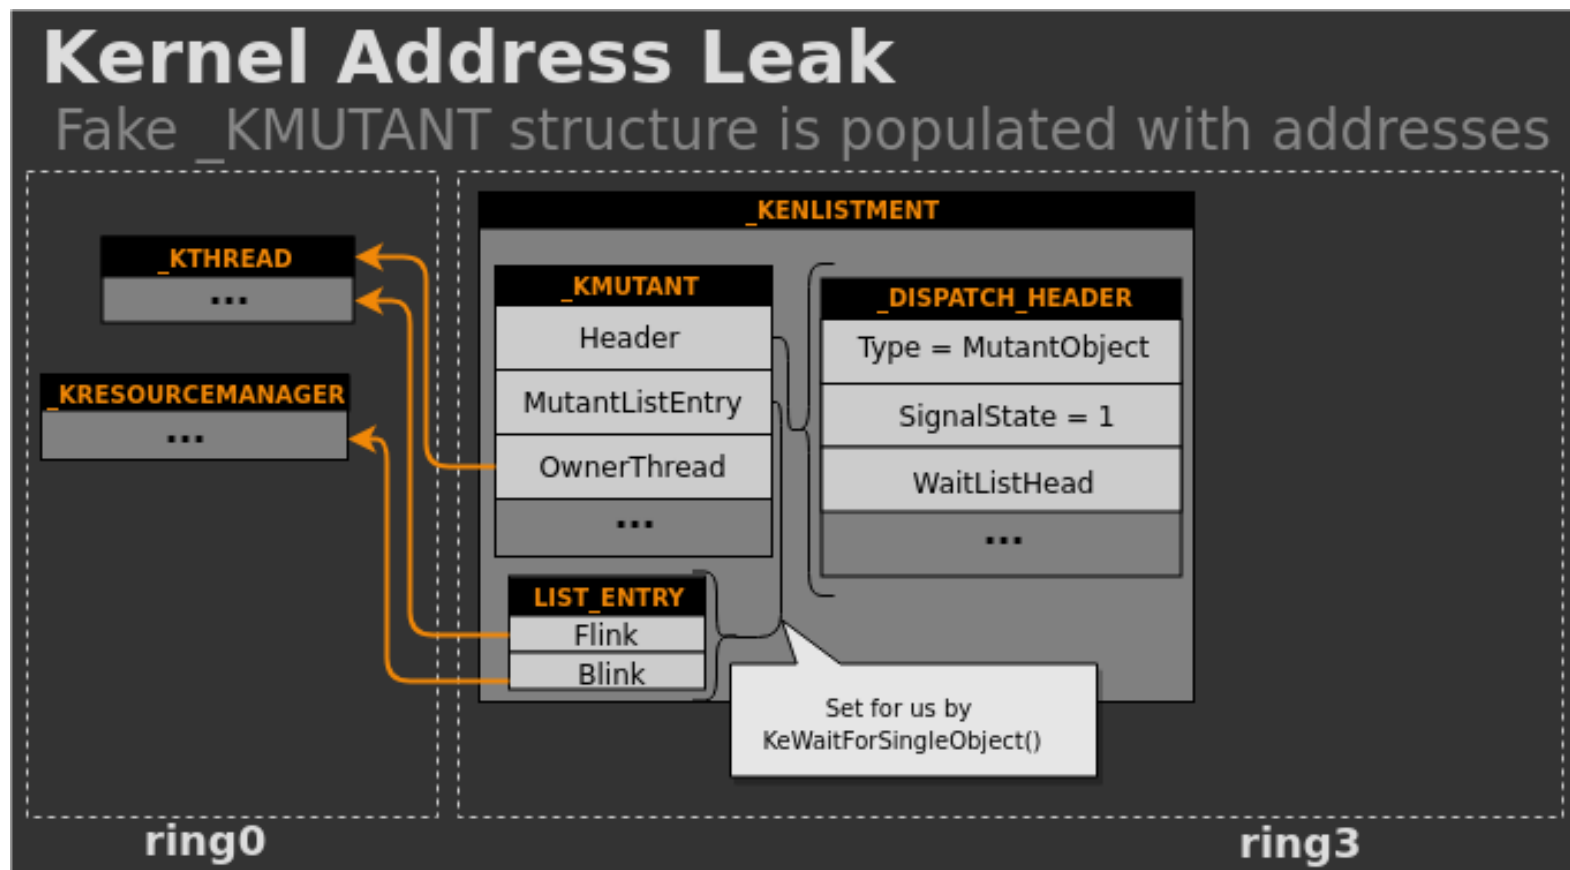 Kernel Address Leak
Fake _KMUTANT structure is populated with addresses
_KTHREAD
...
_KRESOURCEMANAGER
...
ring0
_KENLISTMENT
_KMUTANT
Header
MutantListEntry
OwnerThread
...
_DISPATCH_HEADER
Type = MutantObject
SignalState = 1
WaitListHead
...
LIST_ENTRY
Flink
Blink
Set for us by
KeWaitForSingleObject()
ring3